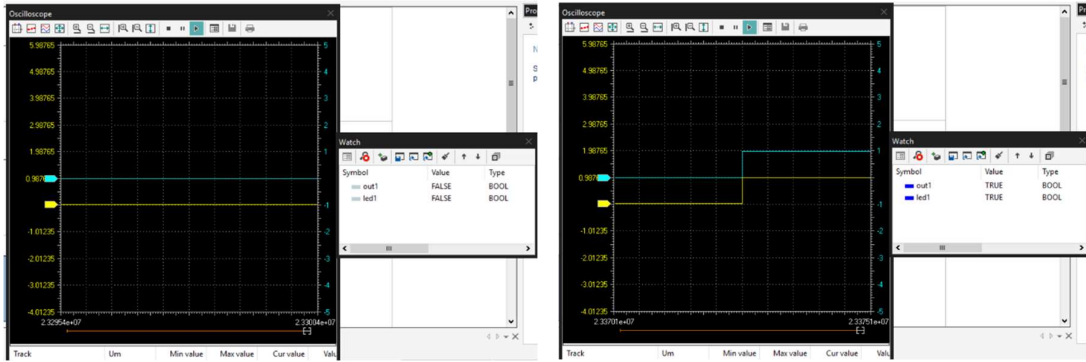 Oscilloscope
5.98765
5
4.98765
4
3.98765
3
2.98765
2
1.98765
1
0.9876
-1
-1.01235
-2
-2.01235
-3
-3.01235
-4
-4.01235
-5
2.32954e+07
2.33004e+07
Track Um Min value Max value Cur value Valu
Watch
Symbol Value Type
out1 FALSE BOOL
led1 FALSE BOOL
Pro
N
S
p
Oscilloscope
5.98765
5
4.98765
4
3.98765
3
2.98765
2
1.98765
1
0.9876
-1
-1.01235
-2
-2.01235
-3
-3.01235
-4
-4.01235
-5
2.33701e+07
2.33751e+07
Track Um Min value Max value Cur value Valu
Watch
Symbol Value Type
out1 TRUE BOOL
led1 TRUE BOOL
Pr